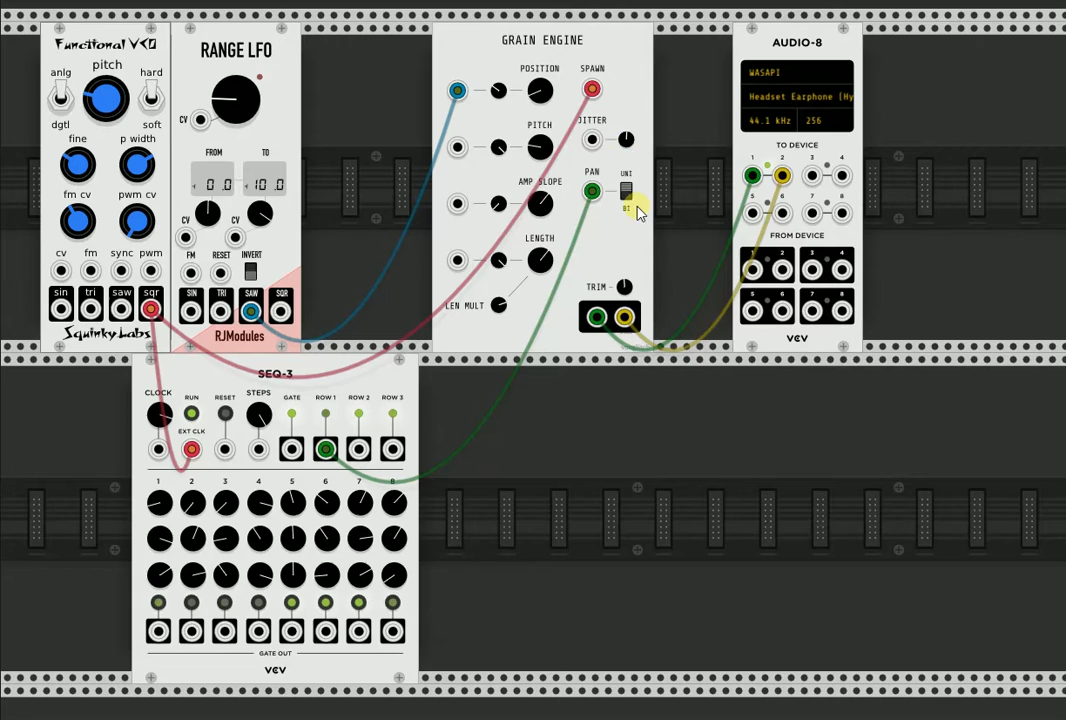 Functional VCO
pitch
anlg
hard
dgtl
soft
fine
p width
fm cv
pwm cv
cv
fm
sync
pwm
sin
tri
saw
sqr
Squinky Labs
RANGE LFO
CV
FROM
TO
0.0
10.0
CV
CV
FM
RESET
INVERT
SIN
TRI
SAW
SQR
RJModules
GRAIN ENGINE
POSITION
SPAWN
JITTER
PITCH
PAN
UNI
AMP SLOPE
BI
LENGTH
LEN MULT
TRIM
AUDIO-8
WASAPI
Headset Earphone (Hy
44.1 kHz
256
TO DEVICE
1
2
3
4
5
6
7
8
FROM DEVICE
1
2
3
4
5
6
7
8
VCV
SEQ-3
CLOCK
RUN
RESET
STEPS
GATE
ROW 1
ROW 2
ROW 3
EXT CLK
1
2
3
4
5
6
7
8
GATE OUT
VCV